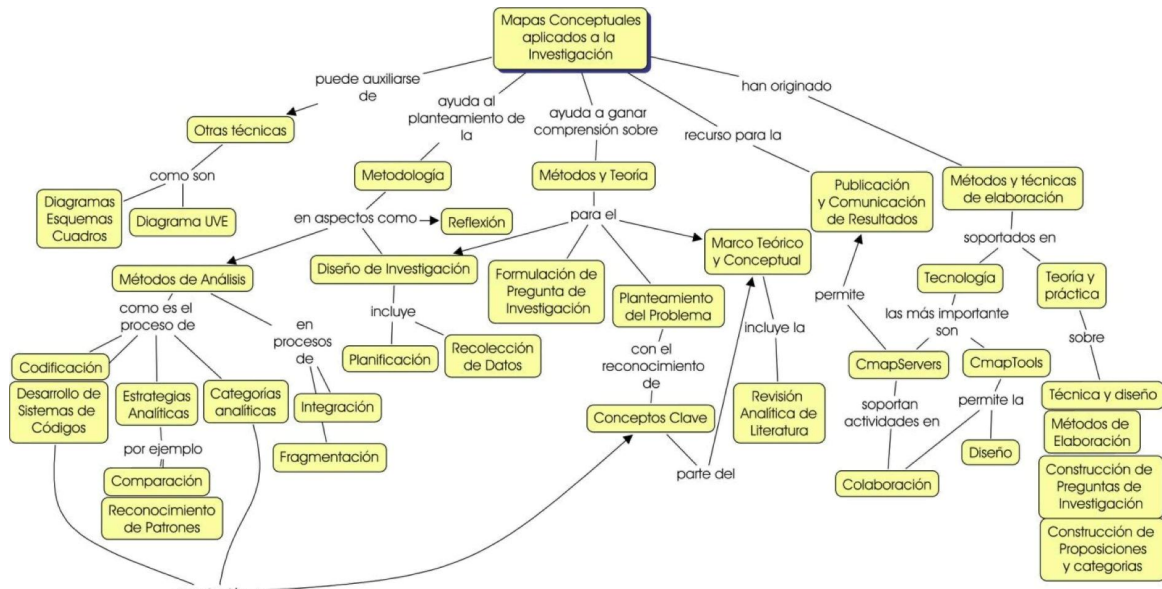 Mapas Conceptuales
aplicados a la
Investigación
puede auxiliarse
de
ayuda al
planteamiento de
la
ayuda a ganar
comprensión sobre
recurso para la
han originado
Otras técnicas
como son
Diagramas
Esquemas
Cuadros
Diagrama UVE
Metodología
en aspectos como
Reflexión
Métodos y Teoría
para el
Publicación
y Comunicación
de Resultados
Métodos y técnicas
de elaboración
soportados en
Métodos de Análisis
como es el
proceso de
en
procesos
de
Diseño de Investigación
incluye
Planificación
Recolección
de Datos
Formulación de
Pregunta de
Investigación
Planteamiento
del Problema
con el
reconocimiento
de
Conceptos Clave
parte del
Marco Teórico
y Conceptual
incluye la
Revisión
Analítica de
Literatura
permite
Tecnología
las más importante
son
Teoría y
práctica
sobre
CmapServers
CmapTools
soportan
actividades en
permite la
Colaboración
Diseño
Técnica y diseño
Métodos de
Elaboración
Construcción de
Preguntas de
Investigación
Construcción de
Proposiciones
y categorias
Codificación
Desarrollo de
Sistemas de
Códigos
Estrategias
Analíticas
Categorías
analíticas
Integración
Fragmentación
por ejemplo
Comparación
Reconocimiento
de Patrones